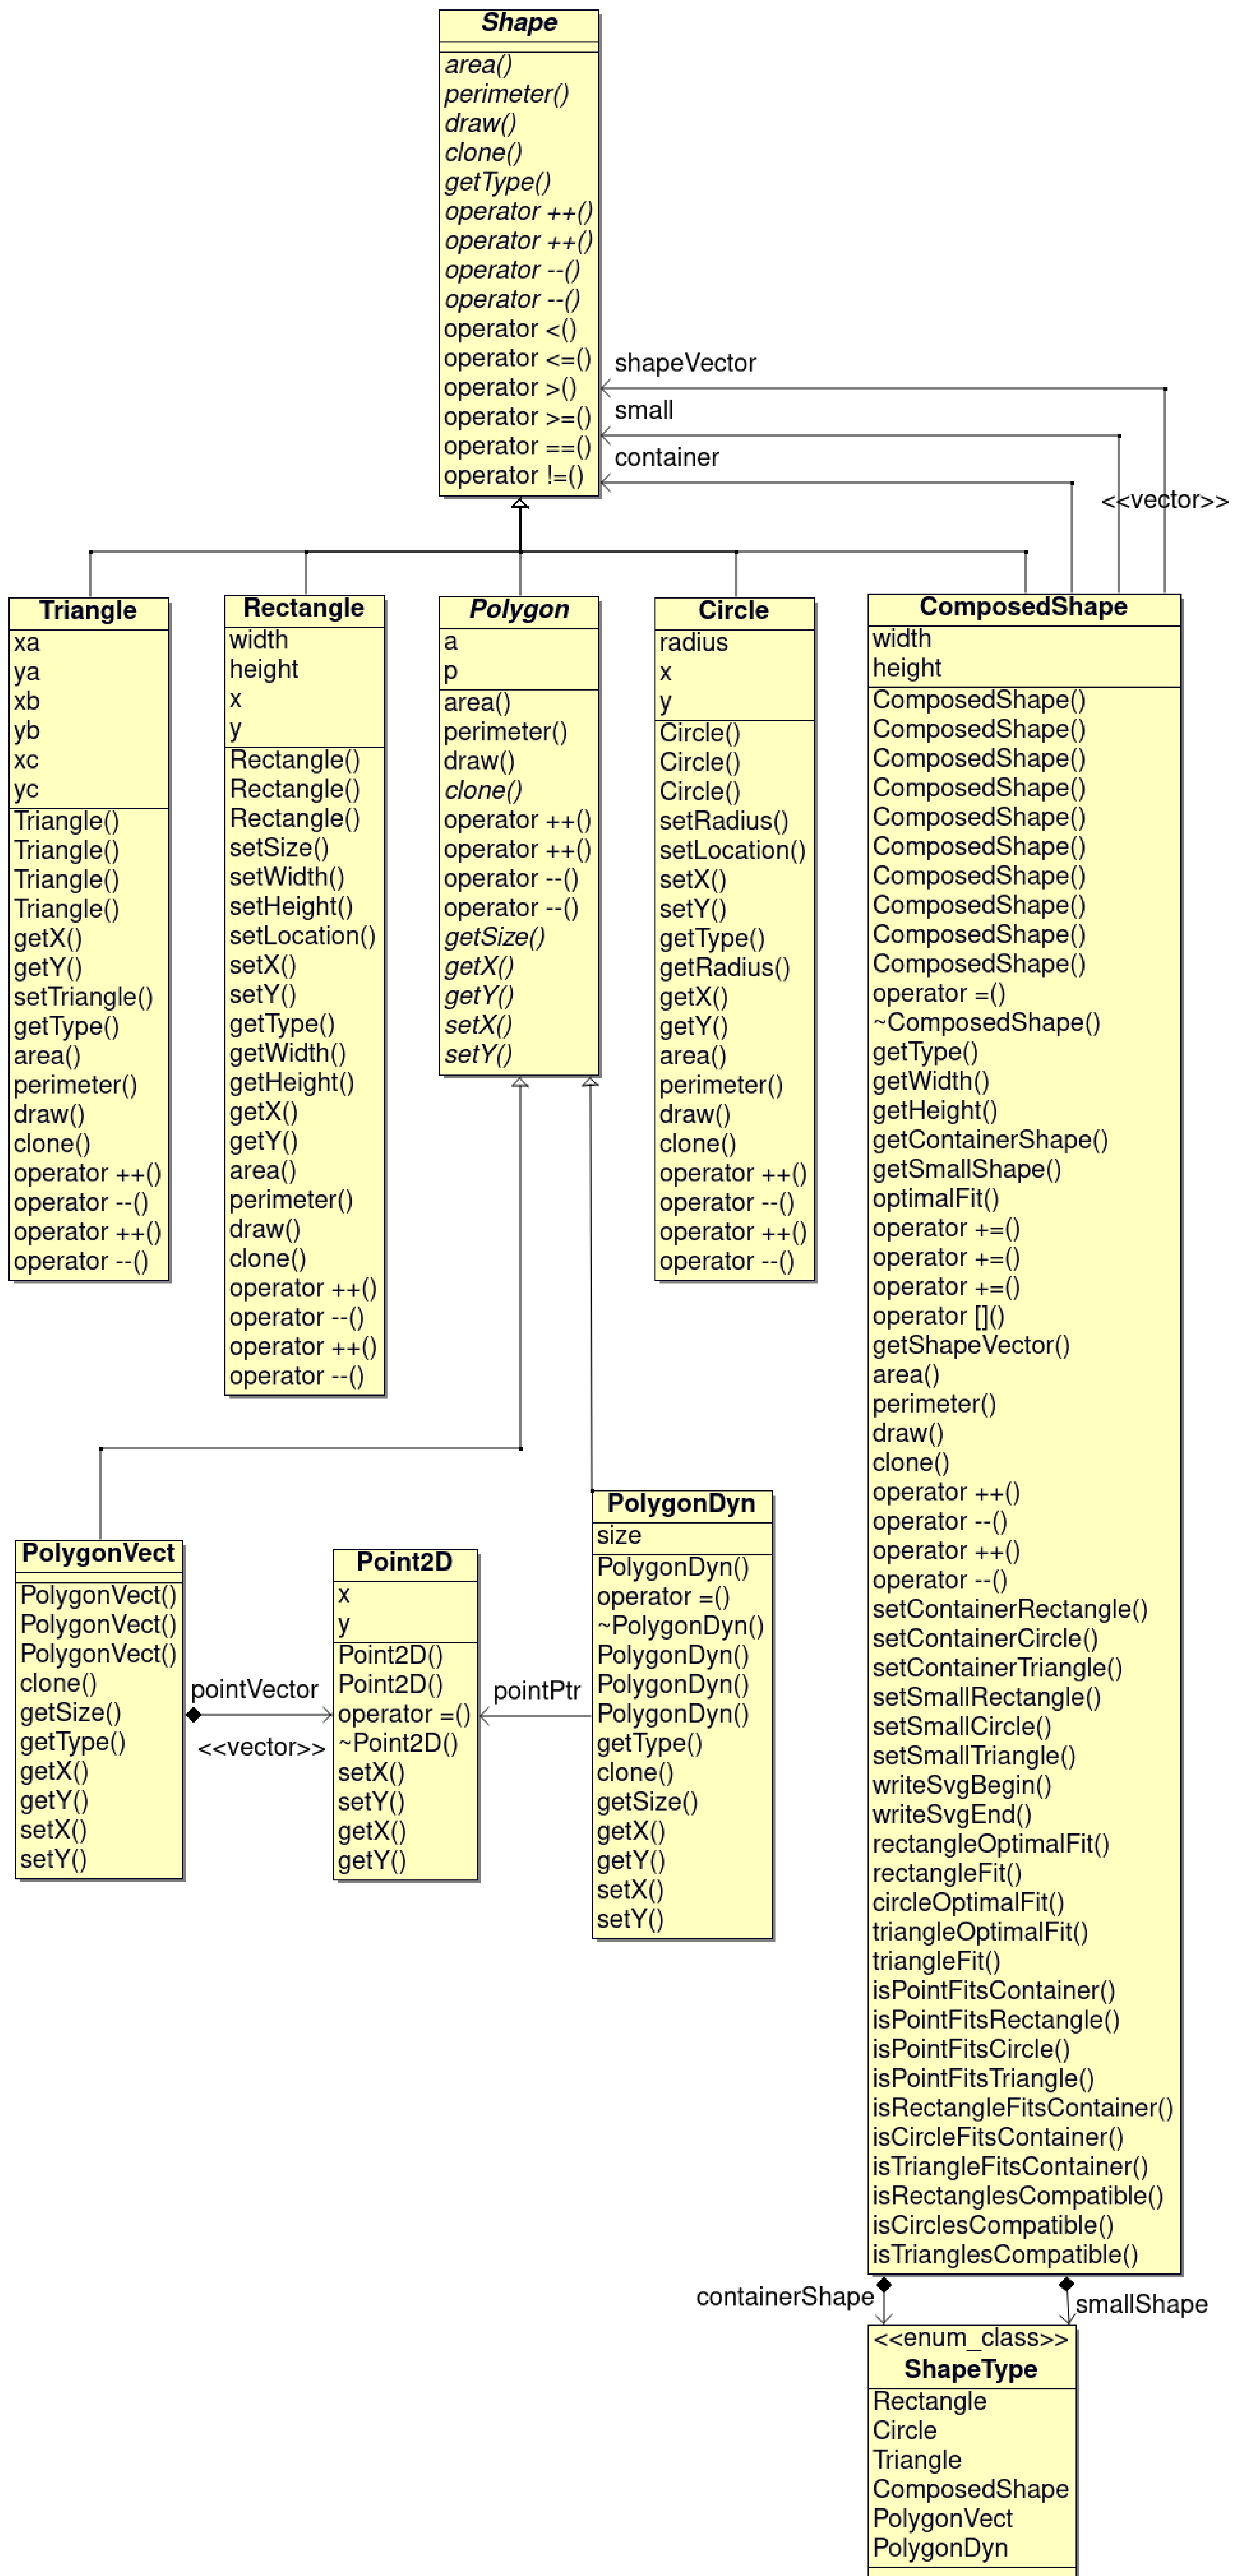 Shape
area()
perimeter()
draw()
clone()
getType()
operator ++()
operator ++()
operator --()
operator --()
operator <()
operator <=()
operator >()
operator >=()
operator ==()
operator !=()
shapeVector
small
container
<<vector>>
Triangle
xa
ya
xb
yb
xc
yc
Triangle()
Triangle()
Triangle()
Triangle()
getX()
getY()
setTriangle()
getType()
area()
perimeter()
draw()
clone()
operator ++()
operator --()
operator ++()
operator --()
Rectangle
width
height
x
y
Rectangle()
Rectangle()
Rectangle()
setSize()
setWidth()
setHeight()
setLocation()
setX()
setY()
getType()
getWidth()
getHeight()
getX()
getY()
area()
perimeter()
draw()
clone()
operator ++()
operator --()
operator ++()
operator --()
Polygon
a
p
area()
perimeter()
draw()
clone()
operator ++()
operator ++()
operator --()
operator --()
getSize()
getX()
getY()
setX()
setY()
Circle
radius
x
y
Circle()
Circle()
Circle()
setRadius()
setLocation()
setX()
setY()
getType()
getRadius()
getX()
getY()
area()
perimeter()
draw()
clone()
operator ++()
operator --()
operator ++()
operator --()
ComposedShape
width
height
ComposedShape()
ComposedShape()
ComposedShape()
ComposedShape()
ComposedShape()
ComposedShape()
ComposedShape()
ComposedShape()
ComposedShape()
ComposedShape()
operator =()
~ComposedShape()
getType()
getWidth()
getHeight()
getContainerShape()
getSmallShape()
optimalFit()
operator +=()
operator +=()
operator +=()
operator []()
getShapeVector()
area()
perimeter()
draw()
clone()
operator ++()
operator --()
operator ++()
operator --()
setContainerRectangle()
setContainerCircle()
setContainerTriangle()
setSmallRectangle()
setSmallCircle()
setSmallTriangle()
writeSvgBegin()
writeSvgEnd()
rectangleOptimalFit()
rectangleFit()
circleOptimalFit()
triangleOptimalFit()
triangleFit()
isPointFitsContainer()
isPointFitsRectangle()
isPointFitsCircle()
isPointFitsTriangle()
isRectangleFitsContainer()
isCircleFitsContainer()
isTriangleFitsContainer()
isRectanglesCompatible()
isCirclesCompatible()
isTrianglesCompatible()
PolygonVect
PolygonVect()
PolygonVect()
PolygonVect()
clone()
getSize()
getType()
getX()
getY()
setX()
setY()
pointVector
<<vector>>
Point2D
x
y
Point2D()
Point2D()
operator =()
~Point2D()
setX()
setY()
getX()
getY()
pointPtr
PolygonDyn
size
PolygonDyn()
operator =()
~PolygonDyn()
PolygonDyn()
PolygonDyn()
PolygonDyn()
getType()
clone()
getSize()
getX()
getY()
setX()
setY()
containerShape
smallShape
<<enum_class>>
ShapeType
Rectangle
Circle
Triangle
ComposedShape
PolygonVect
PolygonDyn